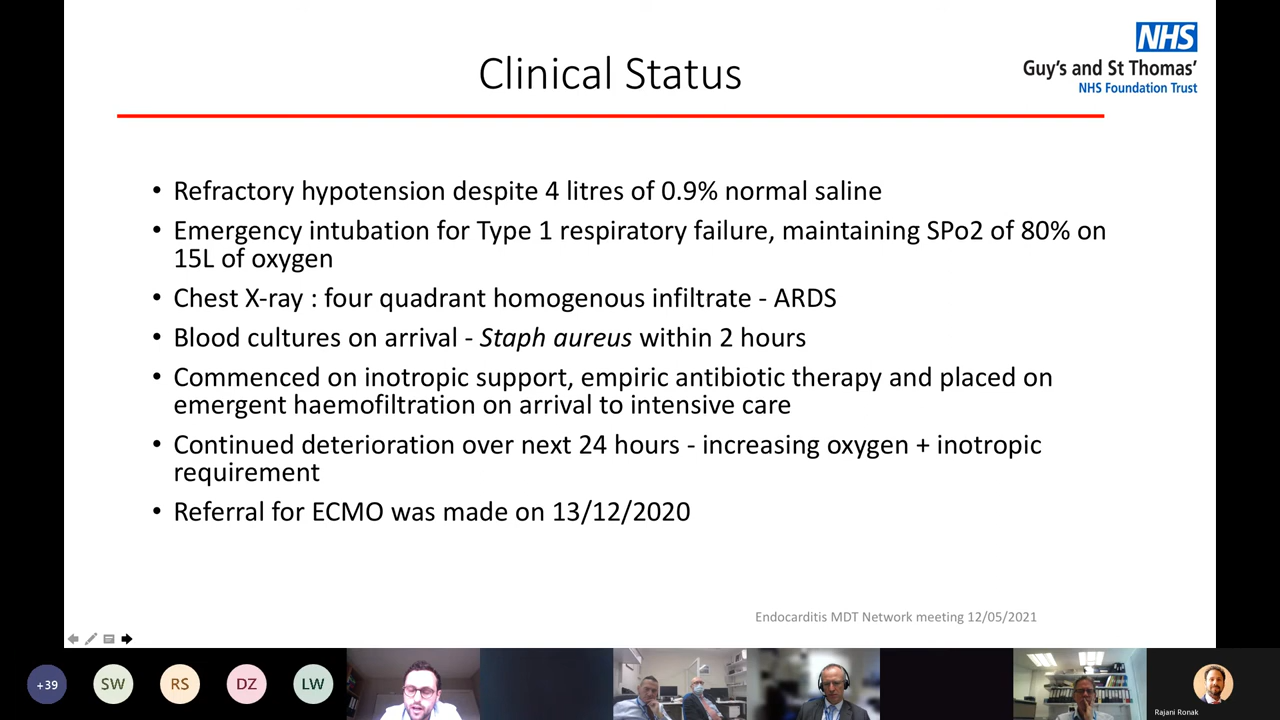 NHS
Guy's and St Thomas'
NHS Foundation Trust
Clinical Status
• Refractory hypotension despite 4 litres of 0.9% normal saline
• Emergency intubation for Type 1 respiratory failure, maintaining SPo2 of 80% on
15L of oxygen
• Chest X-ray : four quadrant homogenous infiltrate - ARDS
• Blood cultures on arrival - Staph aureus within 2 hours
• Commenced on inotropic support, empiric antibiotic therapy and placed on
emergent haemofiltration on arrival to intensive care
• Continued deterioration over next 24 hours - increasing oxygen + inotropic
requirement
• Referral for ECMO was made on 13/12/2020
Endocarditis MDT Network meeting 12/05/2021
+39
SW
RS
DZ
LW
Rajani Ronak